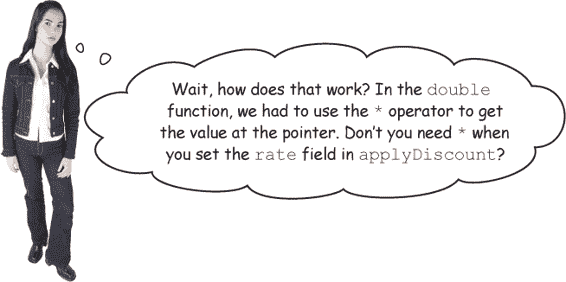 Wait, how does that work? In the double
function, we had to use the * operator to get
the value at the pointer. Don't you need * when
you set the rate field in applyDiscount?